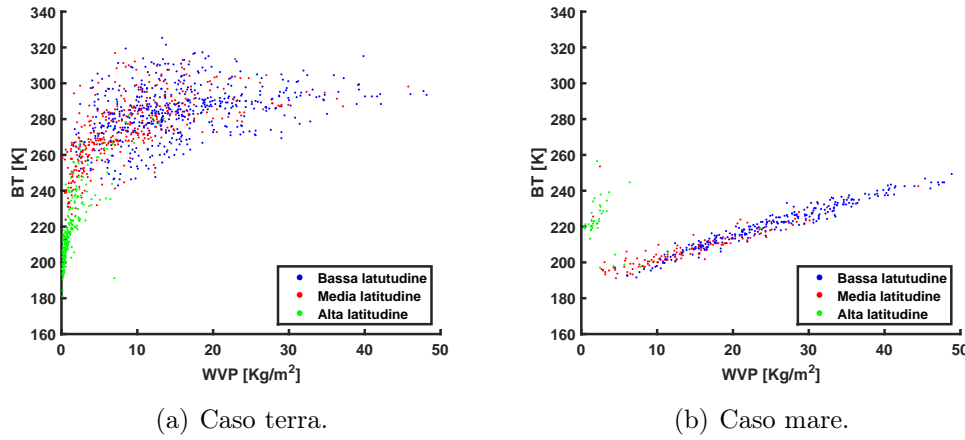 340
320
300
280
260
240
220
200
180
160
BT [K]
0
10
20
30
40
50
WVP [Kg/m²]
Bassa latutudine
Media latitudine
Alta latitudine
(a) Caso terra.
340
320
300
280
260
240
220
200
180
160
BT [K]
0
10
20
30
40
50
WVP [Kg/m²]
Bassa latutudine
Media latitudine
Alta latitudine
(b) Caso mare.